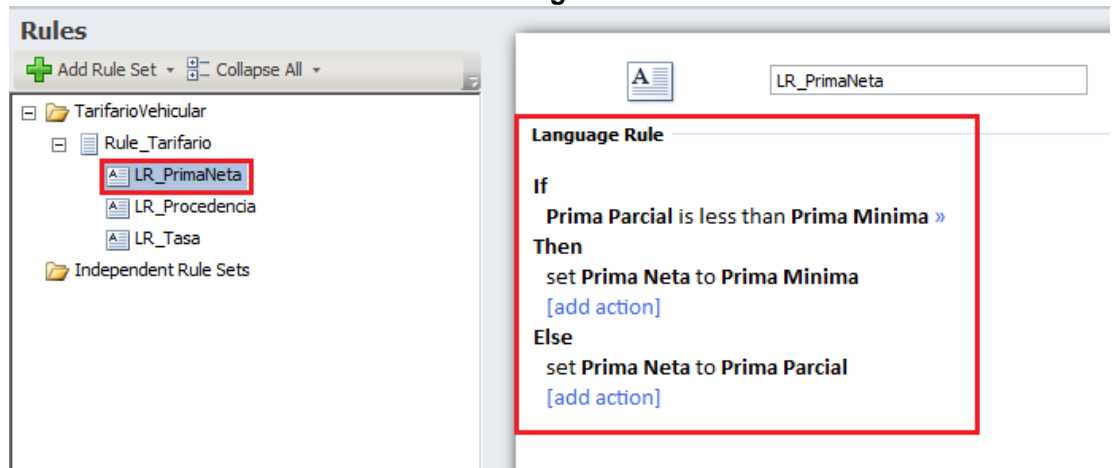 Rules
Add Rule Set
Collapse All
TarifarioVehicular
Rule_Tarifario
LR_PrimaNeta
LR_Procedencia
LR_Tasa
Independent Rule Sets
A
LR_PrimaNeta
Language Rule
If
Prima Parcial is less than Prima Minima »
Then
set Prima Neta to Prima Minima
[add action]
Else
set Prima Neta to Prima Parcial
[add action]